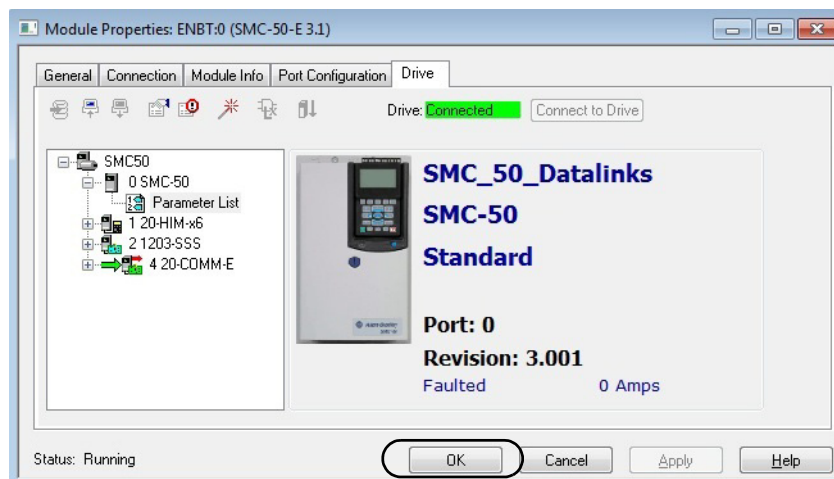 Module Properties: ENBT:0 (SMC-50-E 3.1)
General Connection Module Info Port Configuration Drive
Drive: Connected Connect to Drive
SMC50
0 SMC-50
Parameter List
1 20-HIM-x6
2 1203-SSS
4 20-COMM-E
SMC_50_Datalinks
SMC-50
Standard
Port: 0
Revision: 3.001
Faulted 0 Amps
Status: Running OK Cancel Apply Help